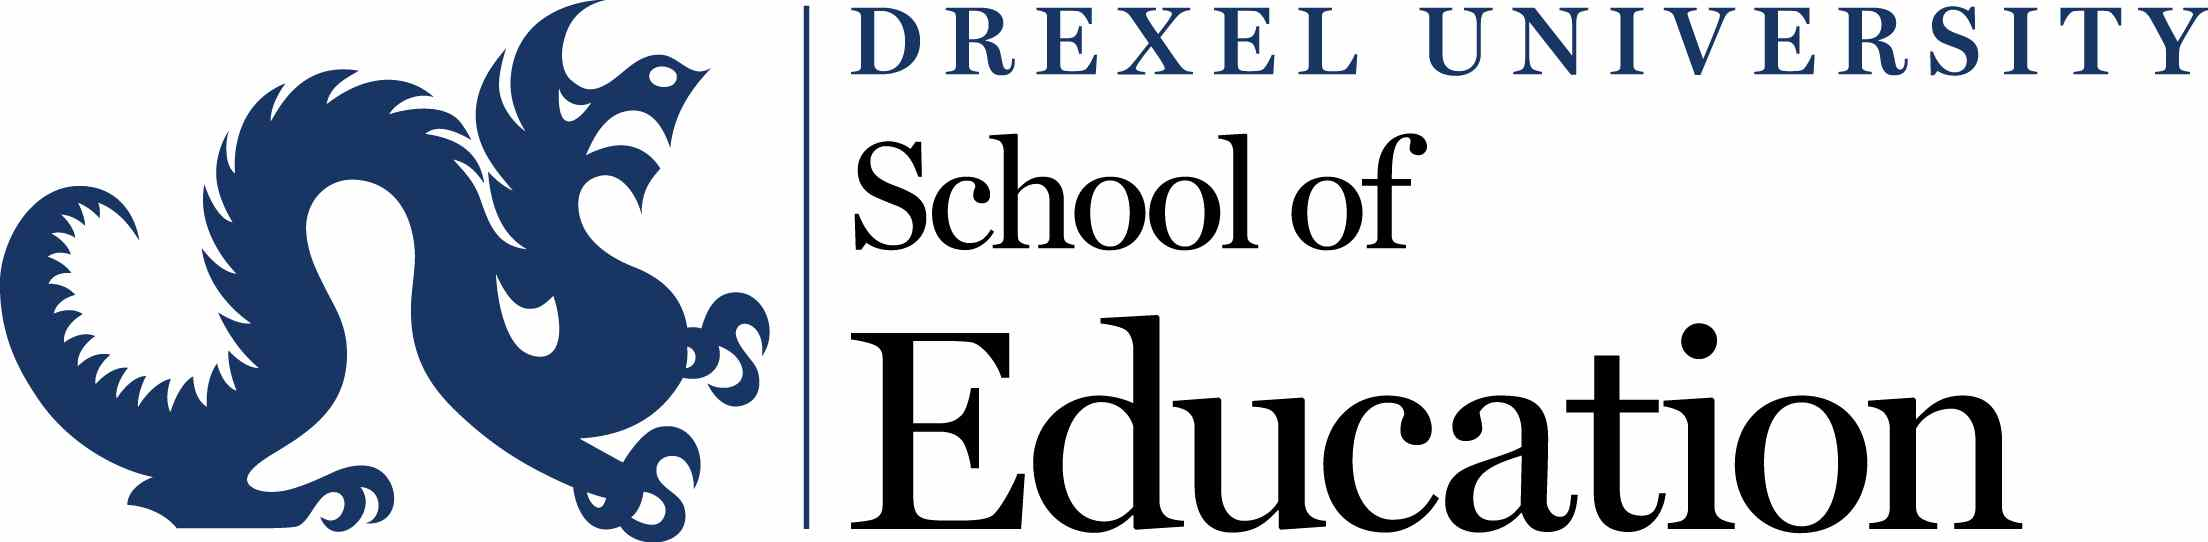 DREXEL UNIVERSITY
School of
Education